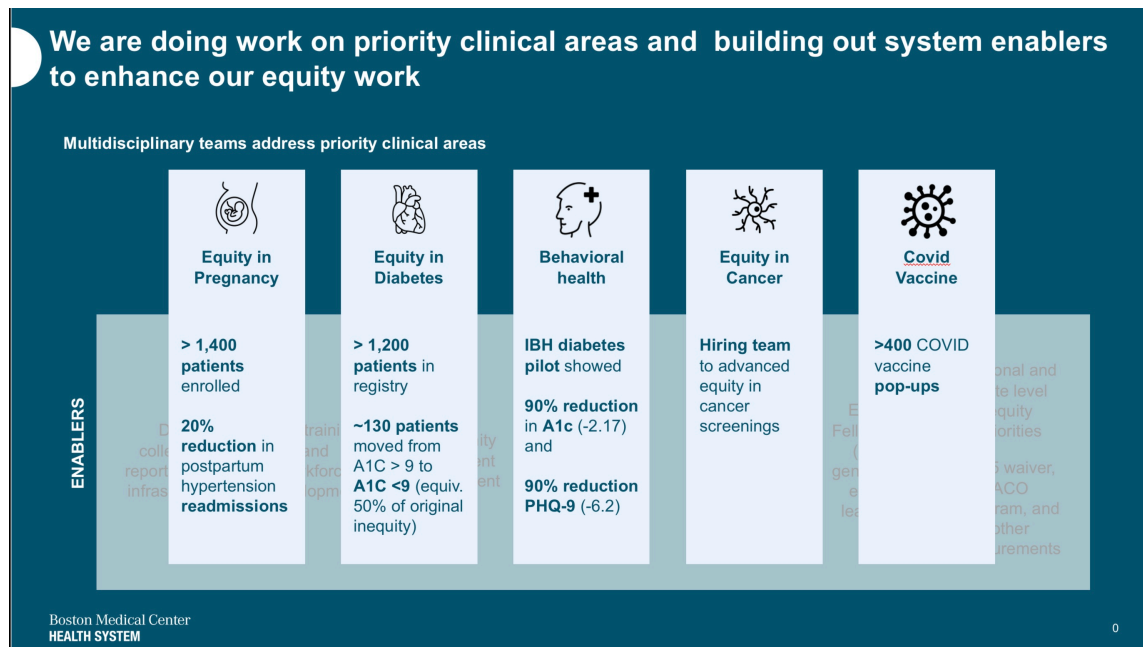 We are doing work on priority clinical areas and  building out system enablers
to enhance our equity work
Multidisciplinary teams address priority clinical areas
Equity in
Pregnancy
> 1,400
patients
enrolled
20%
reduction in
postpartum
hypertension
readmissions
Equity in
Diabetes
> 1,200
patients in
registry
~130 patients
moved from
A1C > 9 to
A1C <9 (equiv.
50% of original
inequity)
Behavioral
health
IBH diabetes
pilot showed
90% reduction
in A1c (-2.17)
and
90% reduction
PHQ-9 (-6.2)
Equity in
Cancer
Hiring team
to advanced
equity in
cancer
screenings
Covid
Vaccine
>400 COVID
vaccine
pop-ups
ENABLERS
and
level
waiver,
ACO
and
Boston Medical Center
HEALTH SYSTEM
0